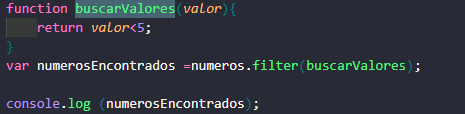 function buscarValores(valor){
    return valor<5;
}
var numerosEncontrados =numeros.filter(buscarValores);

console.log (numerosEncontrados);